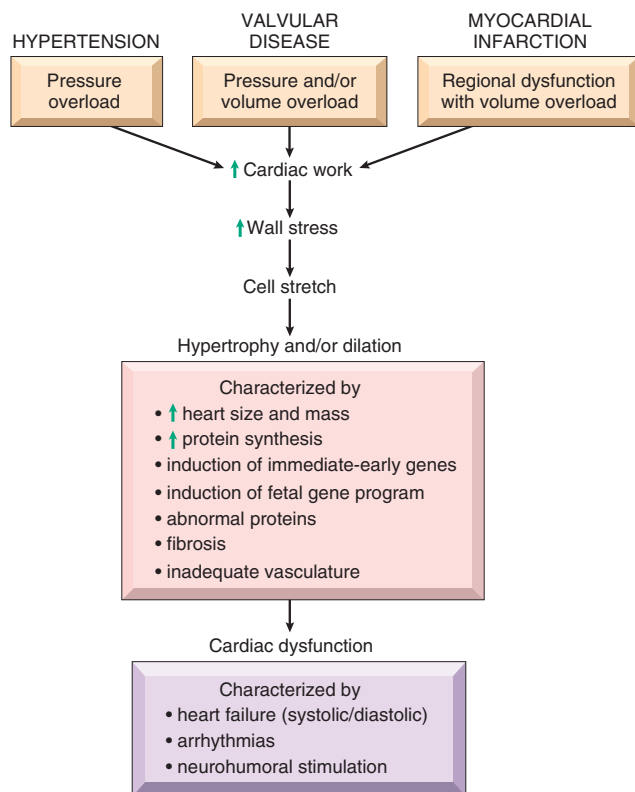 HYPERTENSION
VALVULAR
DISEASE
MYOCARDIAL
INFARCTION
Pressure
overload
Pressure and/or
volume overload
Regional dysfunction
with volume overload
↑ Cardiac work
↑ Wall stress
Cell stretch
Hypertrophy and/or dilation
Characterized by
• ↑ heart size and mass
• ↑ protein synthesis
• induction of immediate-early genes
• induction of fetal gene program
• abnormal proteins
• fibrosis
• inadequate vasculature
Cardiac dysfunction
Characterized by
• heart failure (systolic/diastolic)
• arrhythmias
• neurohumoral stimulation